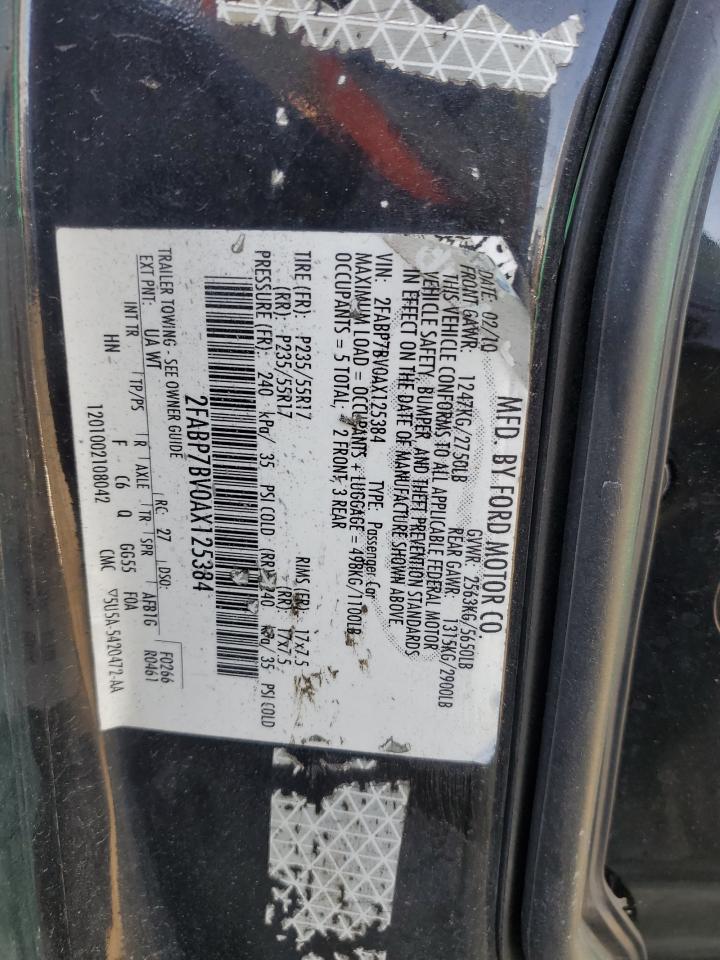 MFD. BY FORD MOTOR CO.
DATE: 02/10 GVWR: 2563KG/5650LB
FRONT GAWR: 1247KG/2750LB REAR GAWR: 1315KG/2900LB
THIS VEHICLE CONFORMS TO ALL APPLICABLE FEDERAL MOTOR
VEHICLE SAFETY, BUMPER, AND THEFT PREVENTION STANDARDS
IN EFFECT ON THE DATE OF MANUFACTURE SHOWN ABOVE
VIN: 2FABP7BV0AX125384 TYPE: Passenger Car
MAXIMUM LOAD = OCCUPANTS + LUGGAGE = 498KG/1100LB
OCCUPANTS = 5 TOTAL, 2 FRONT, 3 REAR
TIRE (FR): P235/55R17 RIMS (FR): 17x7.5
(RR): P235/55R17 (RR): 17x7.5
PRESSURE (FR): 240 kPa/ 35 PSI COLD (RR): 240 kPa/ 35 PSI COLD
2FABP7BV0AX125384
TRAILER TOWING - SEE OWNER GUIDE
EXT PNT: UA WT RC: 27 DSO: F0266
INT TR TP/PS R AXLE TR SPR AFB1G R0461
HN F C6 Q GG55 FOA
1201002108042 CMC ▽5U5A-5420472-AA